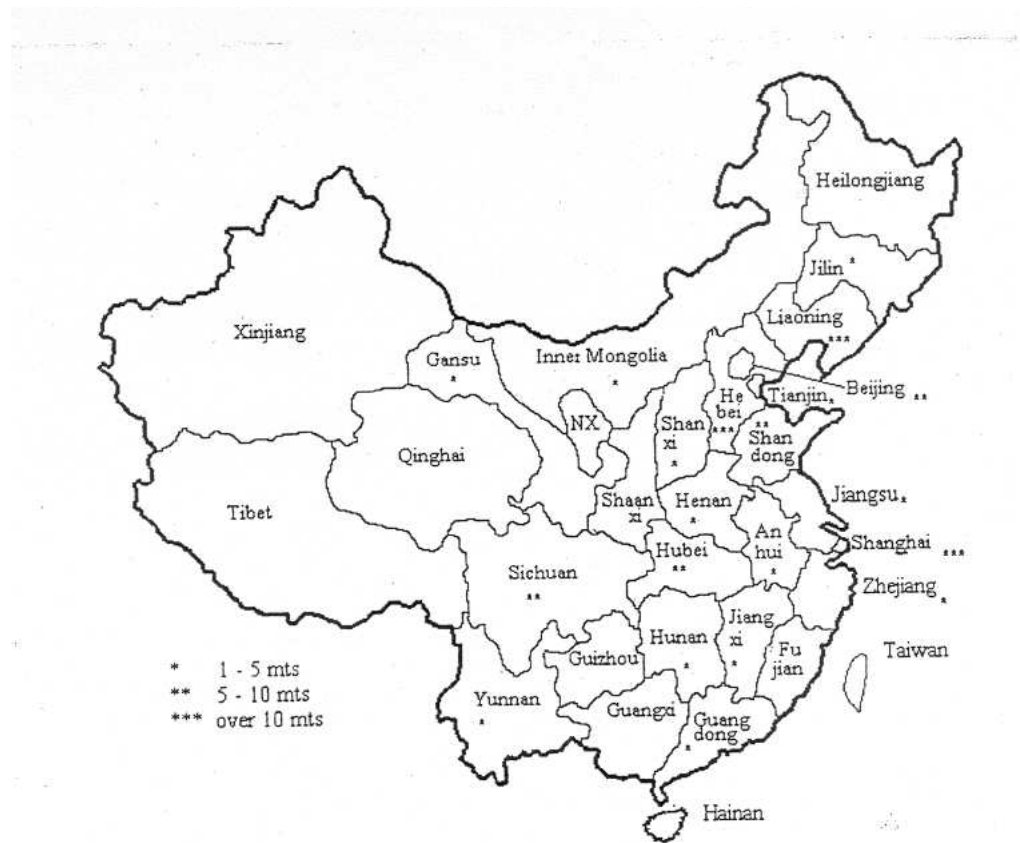 Heilongjiang
Jilin *
Liaoning
***
Xinjiang
Gansu
*
Inner Mongolia
*
Beijing **
Tianjin *
He
bei
***
**
Shan
dong
NX
Shan
xi
*
Qinghai
Jiangsu *
Tibet
Shaan
xi
Henan
*
An
hui
*
Shanghai ***
Hubei
**
Sichuan
**
Zhejiang *
Jiang
xi
*
Hunan
*
Fu
jian
Taiwan
Guizhou
* 1 - 5 mts
** 5 - 10 mts
*** over 10 mts
Yunnan
*
Guangxi
Guang
dong
*
Hainan